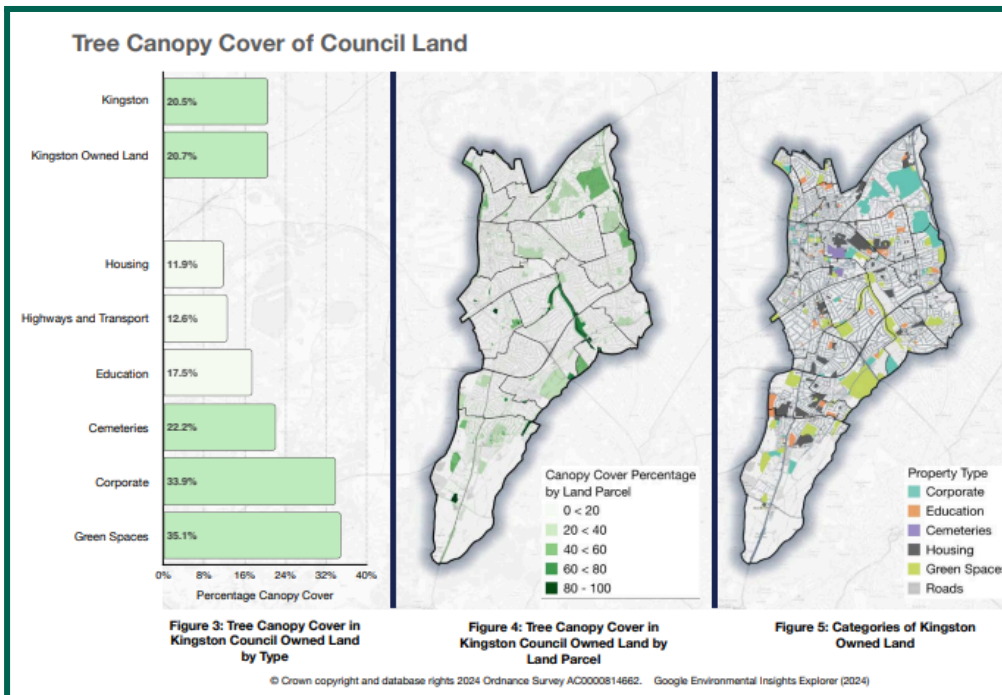 Tree Canopy Cover of Council Land
Kingston
20.5%
Kingston Owned Land
20.7%
Housing
11.9%
Highways and Transport
12.6%
Education
17.5%
Cemeteries
22.2%
Corporate
33.9%
Green Spaces
35.1%
0% 8% 16% 24% 32% 40%
Percentage Canopy Cover
Figure 3: Tree Canopy Cover in
Kingston Council Owned Land
by Type
Canopy Cover Percentage
by Land Parcel
0 < 20
20 < 40
40 < 60
60 < 80
80 - 100
Figure 4: Tree Canopy Cover in
Kingston Council Owned Land by
Land Parcel
Property Type
Corporate
Education
Cemeteries
Housing
Green Spaces
Roads
Figure 5: Categories of Kingston
Owned Land
© Crown copyright and database rights 2024 Ordnance Survey AC0000814662. Google Environmental Insights Explorer (2024)